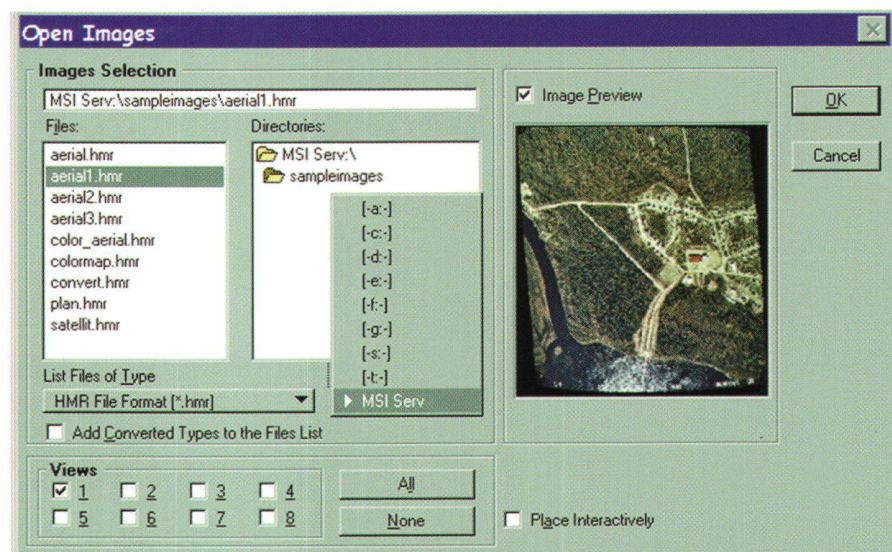 Open Images
Images Selection
MSI Serv:\sampleimages\aerial1.hmr
Files:
aerial.hmr
aerial1.hmr
aerial2.hmr
aerial3.hmr
color_aerial.hmr
colormap.hmr
convert.hmr
plan.hmr
satellit.hmr
Directories:
MSI Serv:\
sampleimages
[-a:-]
[-c:-]
[-d:-]
[-e:-]
[-f:-]
[-g:-]
[-s:-]
[-t:-]
MSI Serv
List Files of Type
HMR File Format [*.hmr]
Add Converted Types to the Files List
Image Preview
OK
Cancel
Views
1 2 3 4
5 6 7 8
All
None
Place Interactively